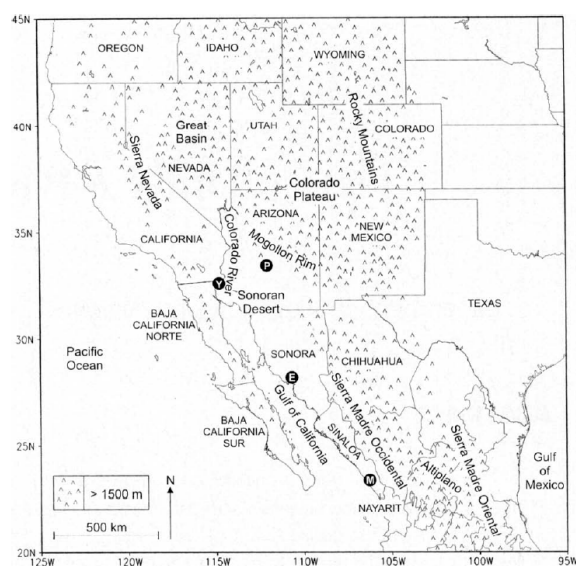 45N
OREGON
IDAHO
WYOMING
40N
Great
Basin
UTAH
Rocky Mountains
COLORADO
Sierra Nevada
NEVADA
Colorado
Plateau
35N
CALIFORNIA
Colorado River
ARIZONA
Mogollon Rim
P
NEW
MEXICO
Y
Sonoran
Desert
TEXAS
30N
BAJA
CALIFORNIA
NORTE
Pacific
Ocean
SONORA
CHIHUAHUA
E
Gulf of California
BAJA
CALIFORNIA
SUR
25N
SINALOA
Sierra Madre Occidental
Altiplano
Sierra Madre Oriental
Gulf
of
Mexico
M
NAYARIT
> 1500 m
N
500 km
20N
125W
120W
115W
110W
105W
100W
95W